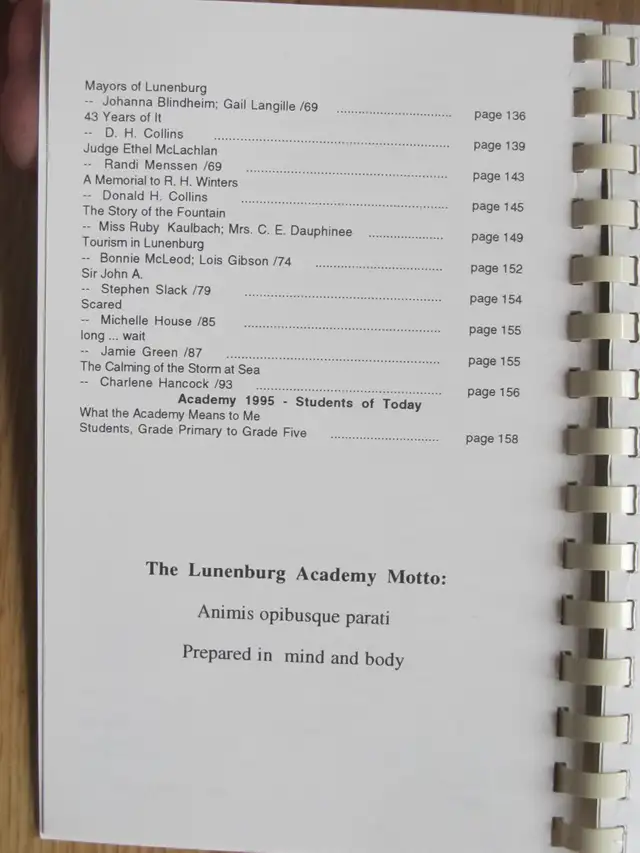 Mayors of Lunenburg
-- Johanna Blindheim; Gail Langille /69 ................................ page 136
43 Years of It
-- D. H. Collins ................................ page 139
Judge Ethel McLachlan
-- Randi Menssen /69 ................................ page 143
A Memorial to R. H. Winters
-- Donald H. Collins ................................ page 145
The Story of the Fountain
-- Miss Ruby Kaulbach; Mrs. C. E. Dauphinee ................................ page 149
Tourism in Lunenburg
-- Bonnie McLeod; Lois Gibson /74 ................................ page 152
Sir John A.
-- Stephen Slack /79 ................................ page 154
Scared
-- Michelle House /85 ................................ page 155
long ... wait
-- Jamie Green /87 ................................ page 155
The Calming of the Storm at Sea
-- Charlene Hancock /93 ................................ page 156
Academy 1995 - Students of Today
What the Academy Means to Me
Students, Grade Primary to Grade Five ................................ page 158
The Lunenburg Academy Motto:
Animis opibusque parati
Prepared in mind and body